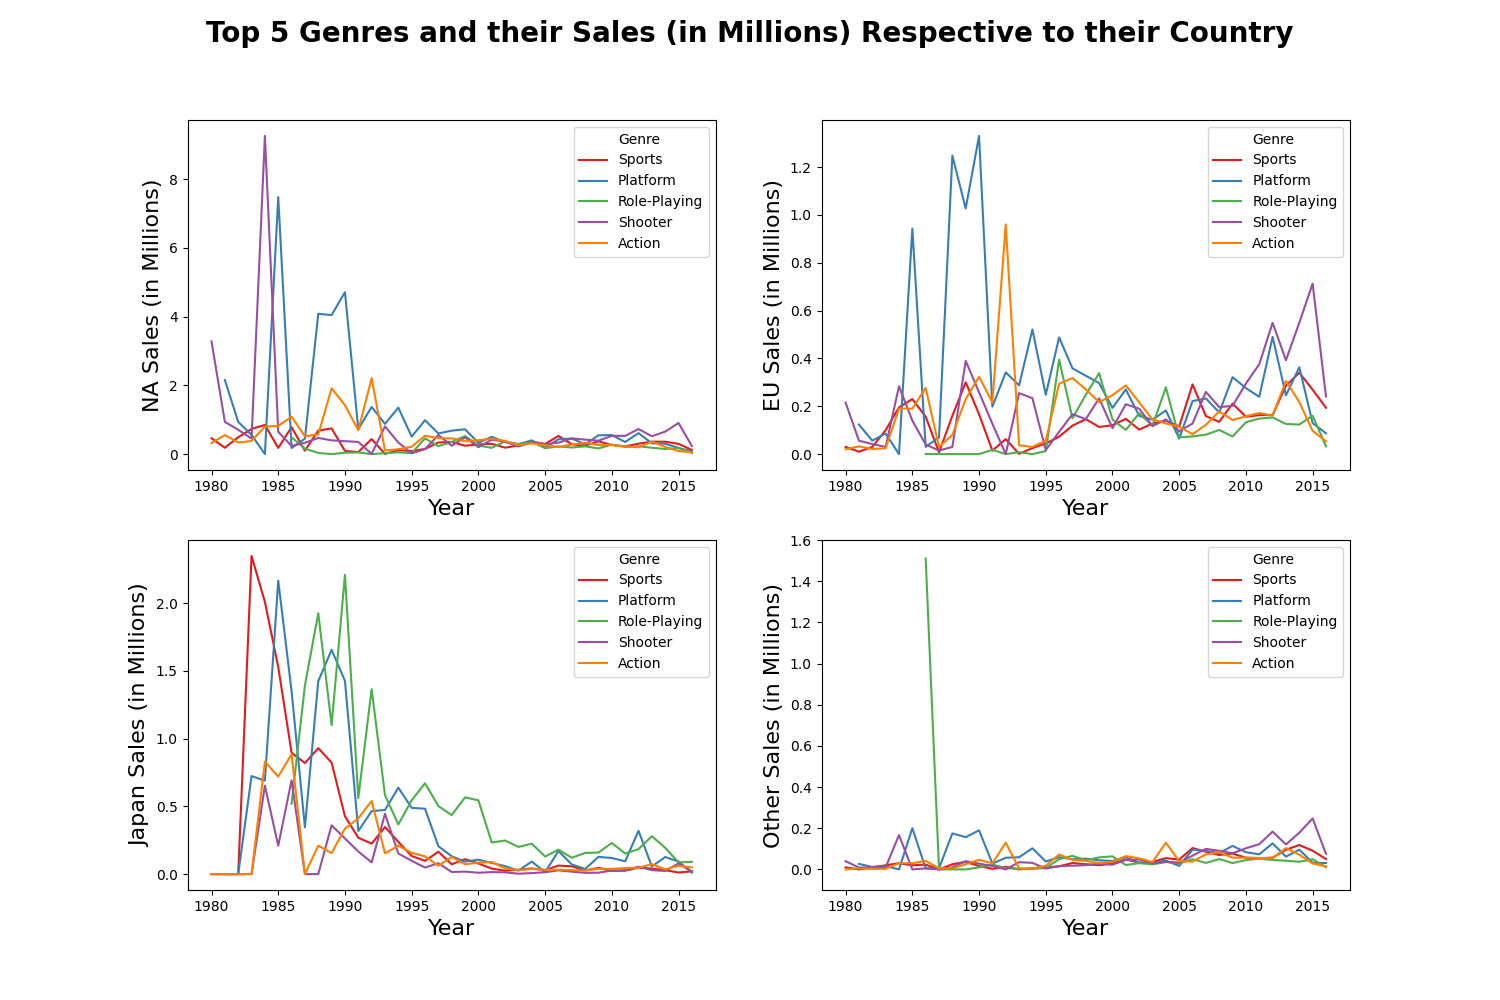 Top 5 Genres and their Sales (in Millions) Respective to their Country
NA Sales (in Millions)
8
6
4
2
0
Genre
Sports
Platform
Role-Playing
Shooter
Action
1980 1985 1990 1995 2000 2005 2010 2015
Year
EU Sales (in Millions)
1.2
1.0
0.8
0.6
0.4
0.2
0.0
Genre
Sports
Platform
Role-Playing
Shooter
Action
1980 1985 1990 1995 2000 2005 2010 2015
Year
Japan Sales (in Millions)
2.0
1.5
1.0
0.5
0.0
Genre
Sports
Platform
Role-Playing
Shooter
Action
1980 1985 1990 1995 2000 2005 2010 2015
Year
Other Sales (in Millions)
1.6
1.4
1.2
1.0
0.8
0.6
0.4
0.2
0.0
Genre
Sports
Platform
Role-Playing
Shooter
Action
1980 1985 1990 1995 2000 2005 2010 2015
Year